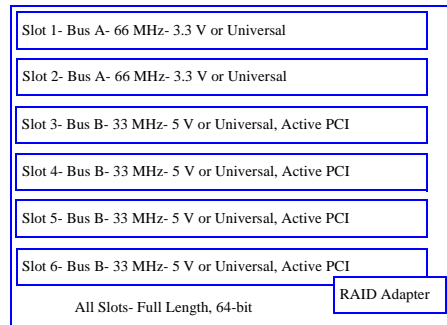 Slot 1- Bus A- 66 MHz- 3.3 V or Universal
Slot 2- Bus A- 66 MHz- 3.3 V or Universal
Slot 3- Bus B- 33 MHz- 5 V or Universal, Active PCI
Slot 4- Bus B- 33 MHz- 5 V or Universal, Active PCI
Slot 5- Bus B- 33 MHz- 5 V or Universal, Active PCI
Slot 6- Bus B- 33 MHz- 5 V or Universal, Active PCI
RAID Adapter
All Slots- Full Length, 64-bit